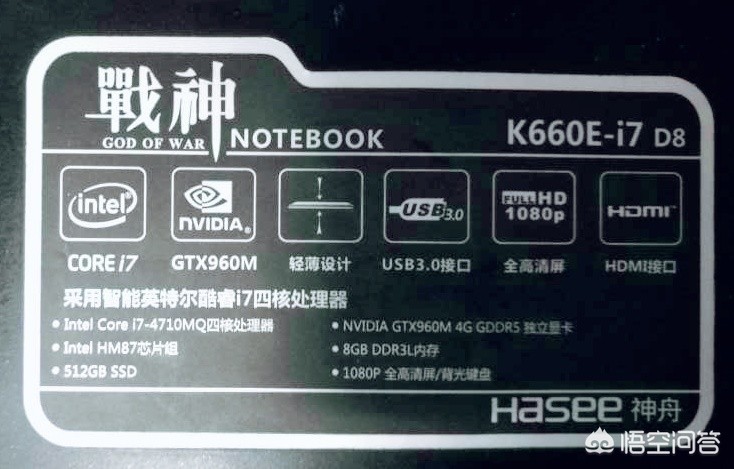 戰神
GOD OF WAR NOTEBOOK K660E-i7 D8
intel NVIDIA. USB3.0 FULL HD 1080p HDMI
CORE i7 GTX960M 轻薄设计 USB3.0接口 全高清屏 HDMI接口
采用智能英特尔酷睿i7四核处理器
• Intel Core i7-4710MQ四核处理器 • NVIDIA GTX960M 4G GDDR5 独立显卡
• Intel HM87芯片组 • 8GB DDR3L内存
• 512GB SSD • 1080P 全高清屏/背光键盘
Hasee 神舟
悟空问答